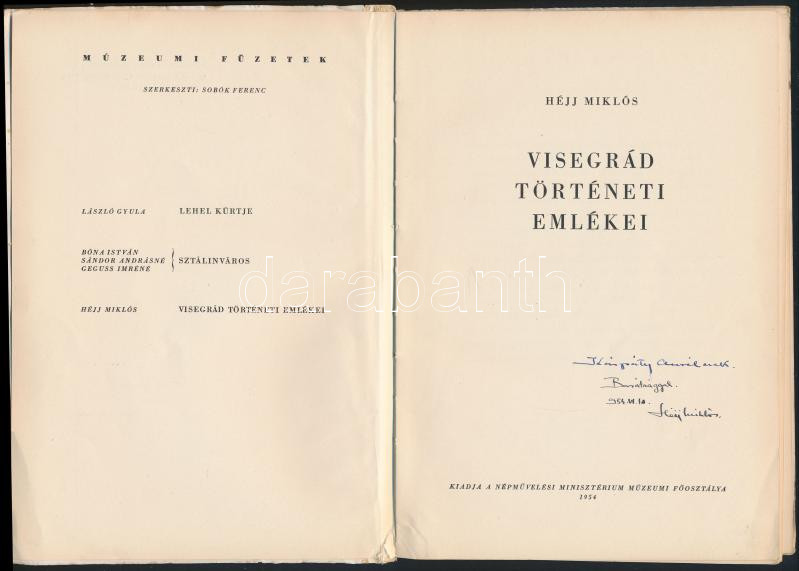 MÚZEUMI FÜZETEK
SZERKESZTI: SOBÓK FERENC
LÁSZLÓ GYULA LEHEL KÜRTJE
BÓNA ISTVÁN
SÁNDOR ANDRÁSNÉ
GEGUSS IMRÉNÉ
SZTÁLINVÁROS
HÉJJ MIKLÓS VISEGRÁD TÖRTÉNETI EMLÉKEI
HÉJJ MIKLÓS
VISEGRÁD
TÖRTÉNETI
EMLÉKEI
Barátsággal.
Héjj Miklós.
KIADJA A NÉPMŰVELÉSI MINISZTÉRIUM MÚZEUMI FŐOSZTÁLYA
1954
darabanth